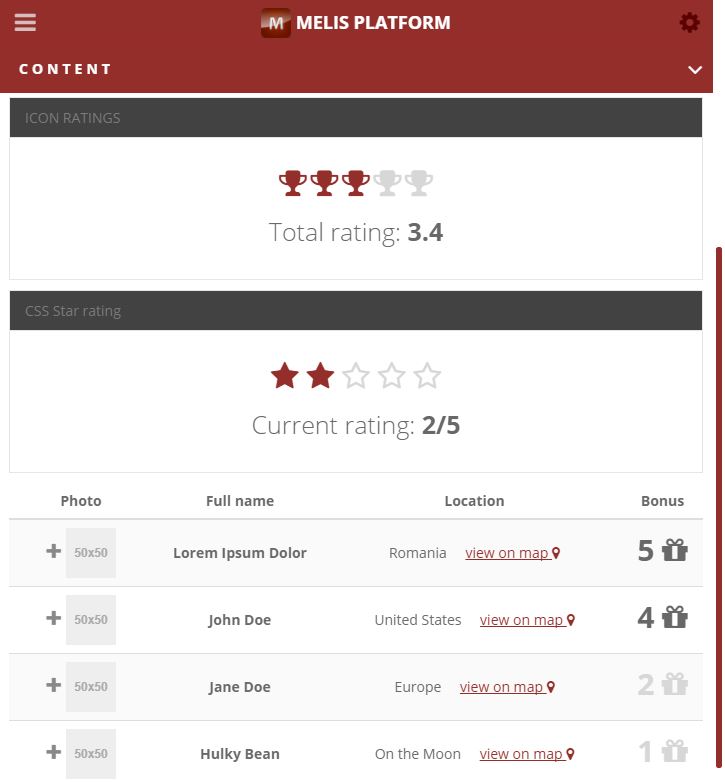 M MELIS PLATFORM
CONTENT
ICON RATINGS
Total rating: 3.4
CSS Star rating
Current rating: 2/5
Photo Full name Location Bonus
50x50 Lorem Ipsum Dolor Romania view on map 5
50x50 John Doe United States view on map 4
50x50 Jane Doe Europe view on map 2
50x50 Hulky Bean On the Moon view on map 1